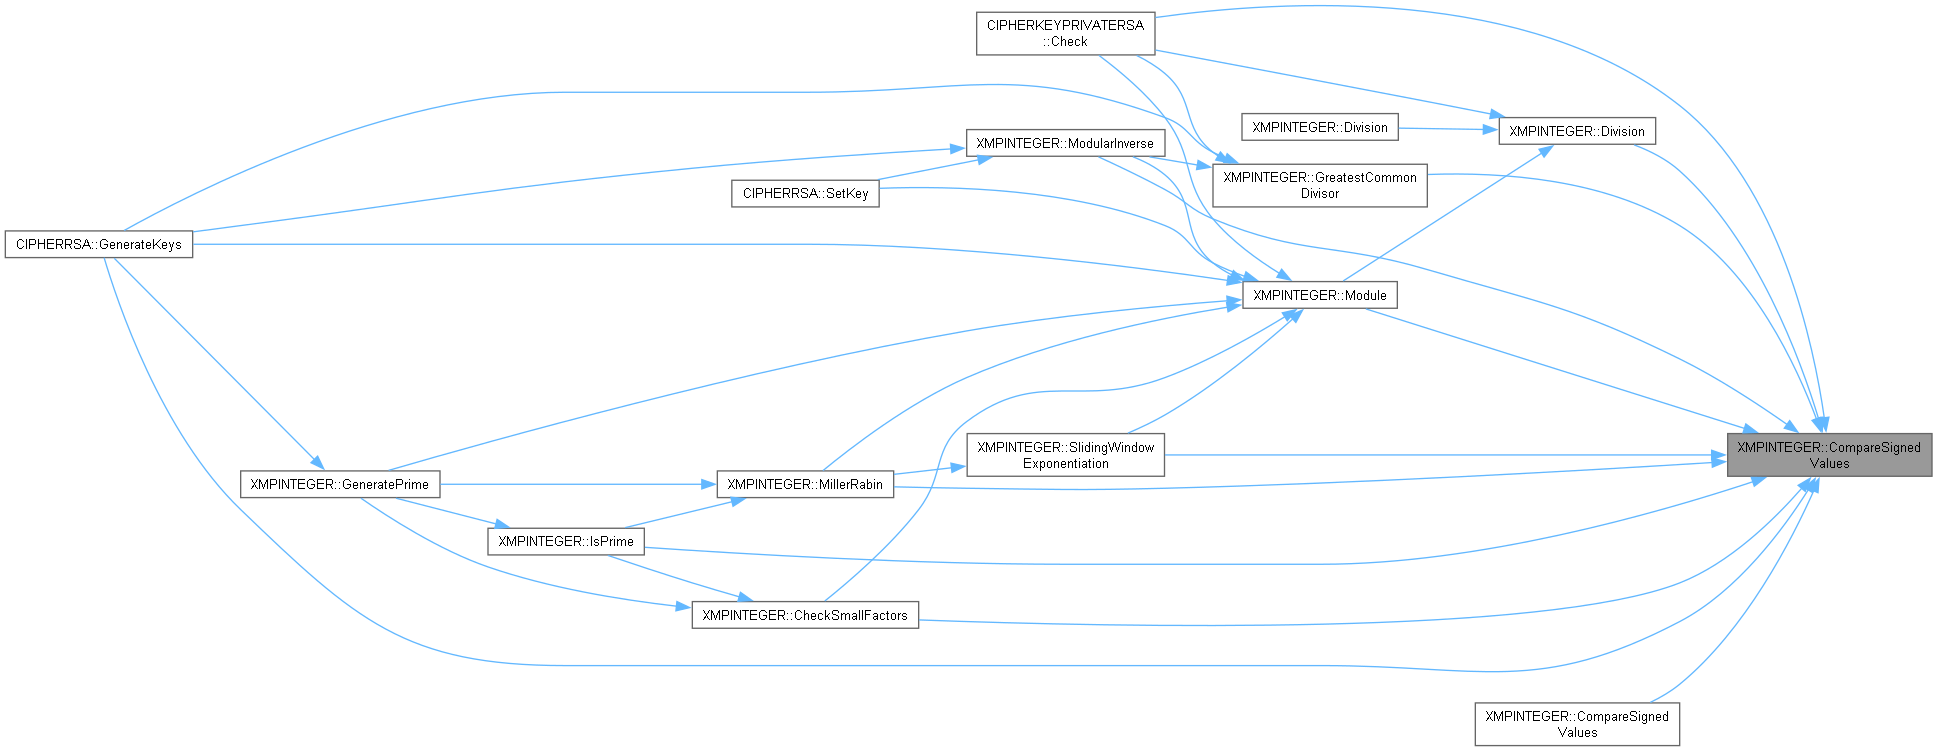 CIPHERKEYPRIVATERSA
::Check
XMPINTEGER::Division
XMPINTEGER::Division
XMPINTEGER::ModularInverse
XMPINTEGER::GreatestCommon
Divisor
CIPHERRSA::SetKey
CIPHERRSA::GenerateKeys
XMPINTEGER::Module
XMPINTEGER::SlidingWindow
Exponentiation
XMPINTEGER::CompareSigned
Values
XMPINTEGER::GeneratePrime
XMPINTEGER::MillerRabin
XMPINTEGER::IsPrime
XMPINTEGER::CheckSmallFactors
XMPINTEGER::CompareSigned
Values